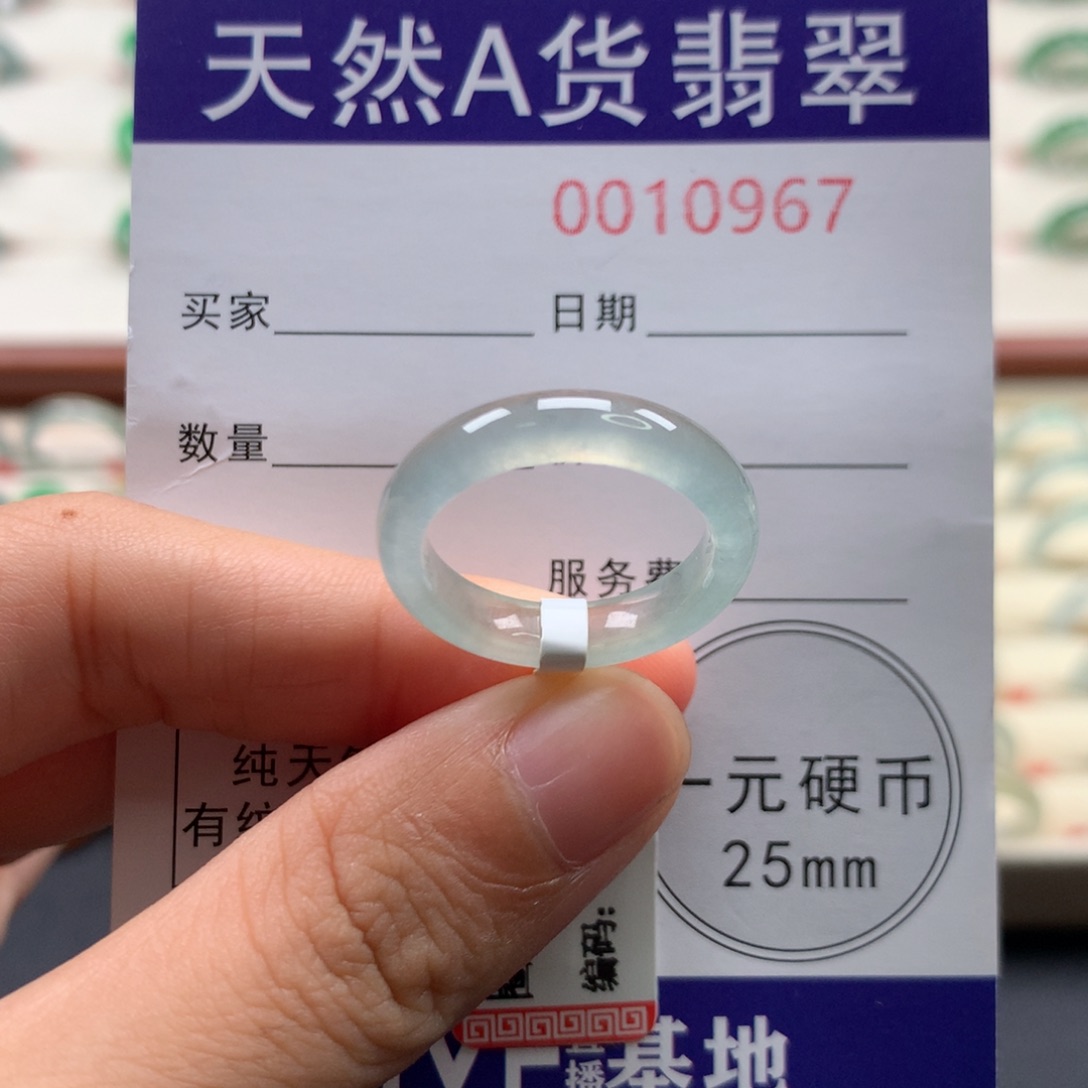 天然A货翡翠
0010967
买家 日期
数量
服务费
纯天
有纹
一元硬币
25mm
编码:
播 基地